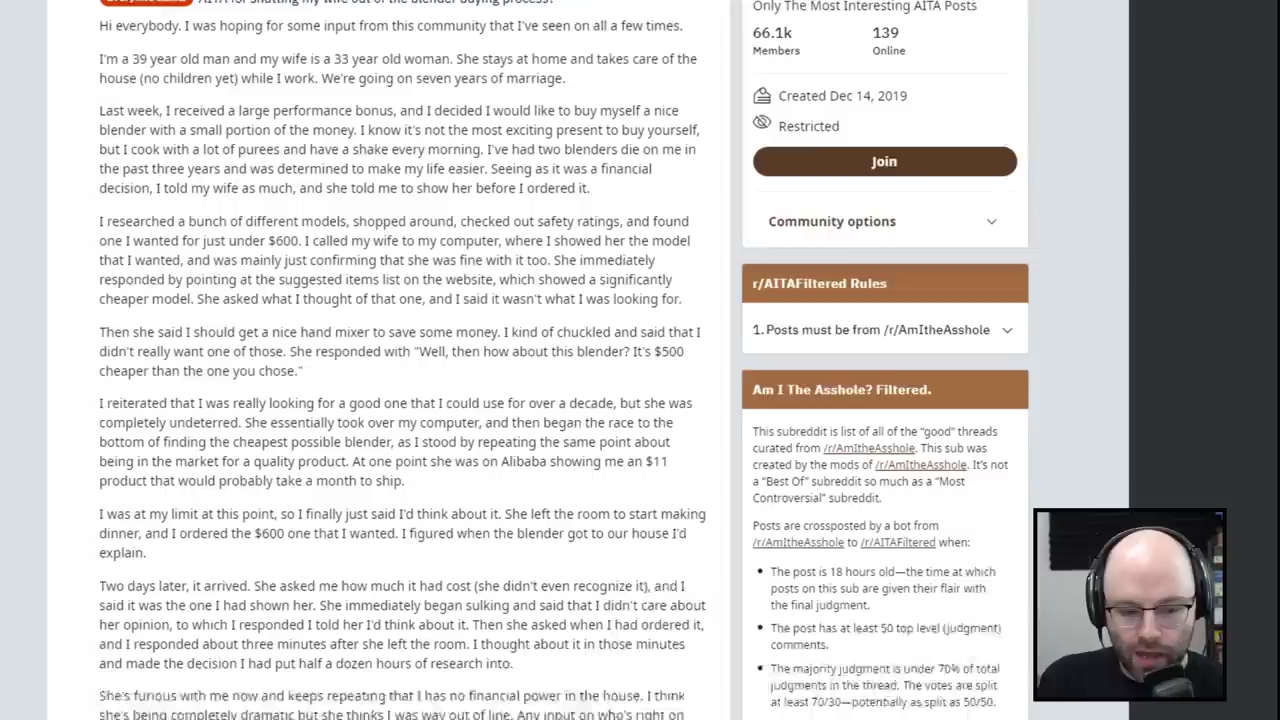 AITA for shutting my wife out of the blender buying process?
Hi everybody. I was hoping for some input from this community that I've seen on all a few times.
I'm a 39 year old man and my wife is a 33 year old woman. She stays at home and takes care of the
house (no children yet) while I work. We're going on seven years of marriage.
Last week, I received a large performance bonus, and I decided I would like to buy myself a nice
blender with a small portion of the money. I know it's not the most exciting present to buy yourself,
but I cook with a lot of purees and have a shake every morning. I've had two blenders die on me in
the past three years and was determined to make my life easier. Seeing as it was a financial
decision, I told my wife as much, and she told me to show her before I ordered it.
I researched a bunch of different models, shopped around, checked out safety ratings, and found
one I wanted for just under $600. I called my wife to my computer, where I showed her the model
that I wanted, and was mainly just confirming that she was fine with it too. She immediately
responded by pointing at the suggested items list on the website, which showed a significantly
cheaper model. She asked what I thought of that one, and I said it wasn't what I was looking for.
Then she said I should get a nice hand mixer to save some money. I kind of chuckled and said that I
didn't really want one of those. She responded with "Well, then how about this blender? It's $500
cheaper than the one you chose."
I reiterated that I was really looking for a good one that I could use for over a decade, but she was
completely undeterred. She essentially took over my computer, and then began the race to the
bottom of finding the cheapest possible blender, as I stood by repeating the same point about
being in the market for a quality product. At one point she was on Alibaba showing me an $11
product that would probably take a month to ship.
I was at my limit at this point, so I finally just said I'd think about it. She left the room to start making
dinner, and I ordered the $600 one that I wanted. I figured when the blender got to our house I'd
explain.
Two days later, it arrived. She asked me how much it had cost (she didn't even recognize it), and I
said it was the one I had shown her. She immediately began sulking and said that I didn't care about
her opinion, to which I responded I told her I'd think about it. Then she asked when I had ordered it,
and I responded about three minutes after she left the room. I thought about it in those minutes
and made the decision I had put half a dozen hours of research into.
She's furious with me now and keeps repeating that I has no financial power in the house. I think
she's being completely dramatic but she thinks I was way out of line. Any input on who's right on
Only The Most Interesting AITA Posts
66.1k 139
Members Online
Created Dec 14, 2019
Restricted
Join
Community options
r/AITAFiltered Rules
1. Posts must be from /r/AmItheAsshole
Am I The Asshole? Filtered.
This subreddit is list of all of the "good" threads
curated from /r/AmItheAsshole. This sub was
created by the mods of /r/AmItheAsshole. It's not
a "Best Of" subreddit so much as a "Most
Controversial" subreddit.
Posts are crossposted by a bot from
/r/AmItheAsshole to /r/AITAFiltered when:
The post is 18 hours old—the time at which
posts on this sub are given their flair with
the final judgment.
The post has at least 50 top level (judgment)
comments.
The majority judgment is under 70% of total
judgments in the thread. The votes are split
at least 70/30—potentially as split as 50/50.